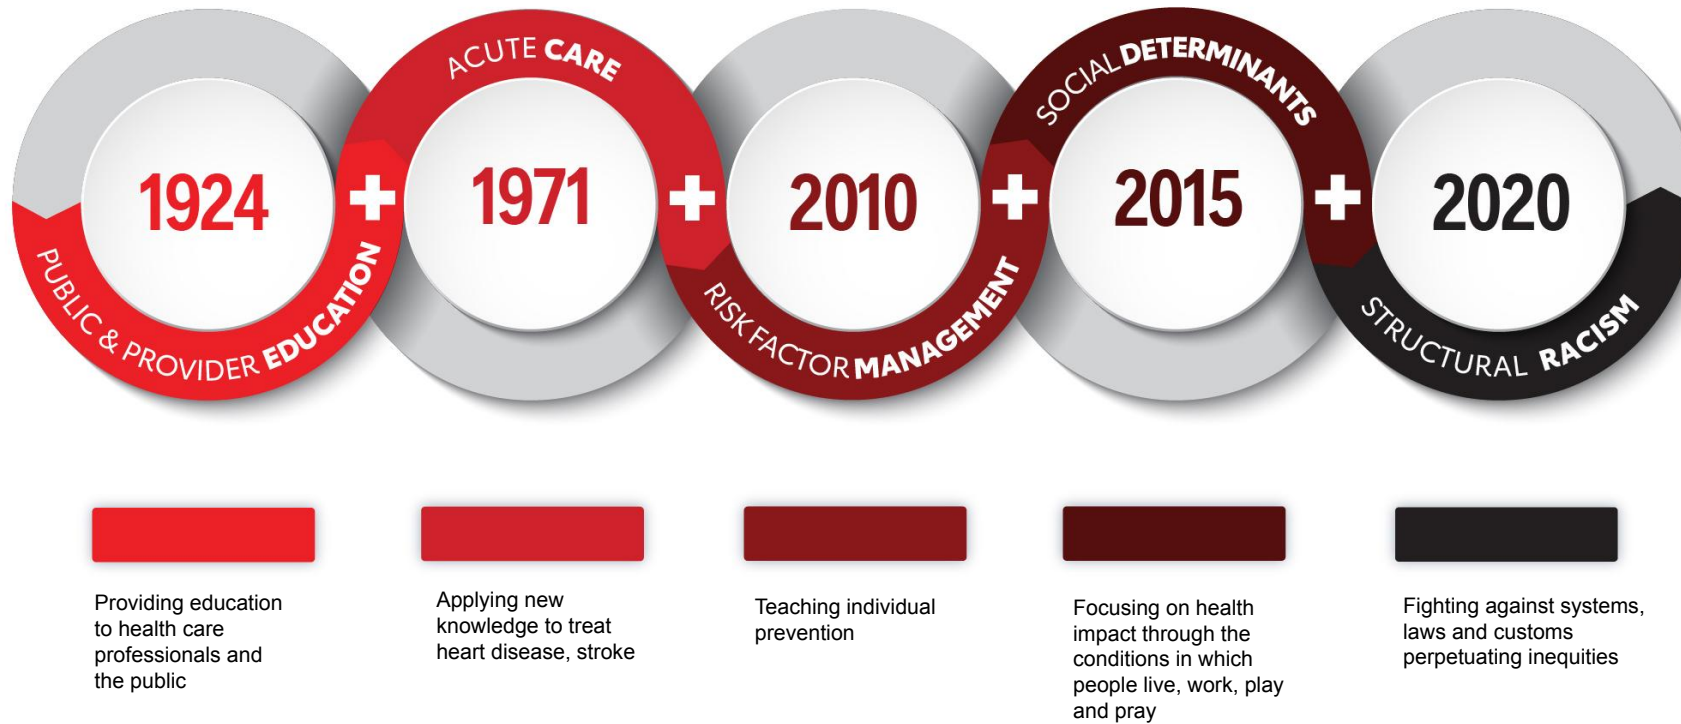 1924
PUBLIC & PROVIDER EDUCATION
+
1971
ACUTE CARE
+
2010
RISK FACTOR MANAGEMENT
+
2015
SOCIAL DETERMINANTS
+
2020
STRUCTURAL RACISM
Providing education
to health care
professionals and
the public
Applying new
knowledge to treat
heart disease, stroke
Teaching individual
prevention
Focusing on health
impact through the
conditions in which
people live, work, play
and pray
Fighting against systems,
laws and customs
perpetuating inequities